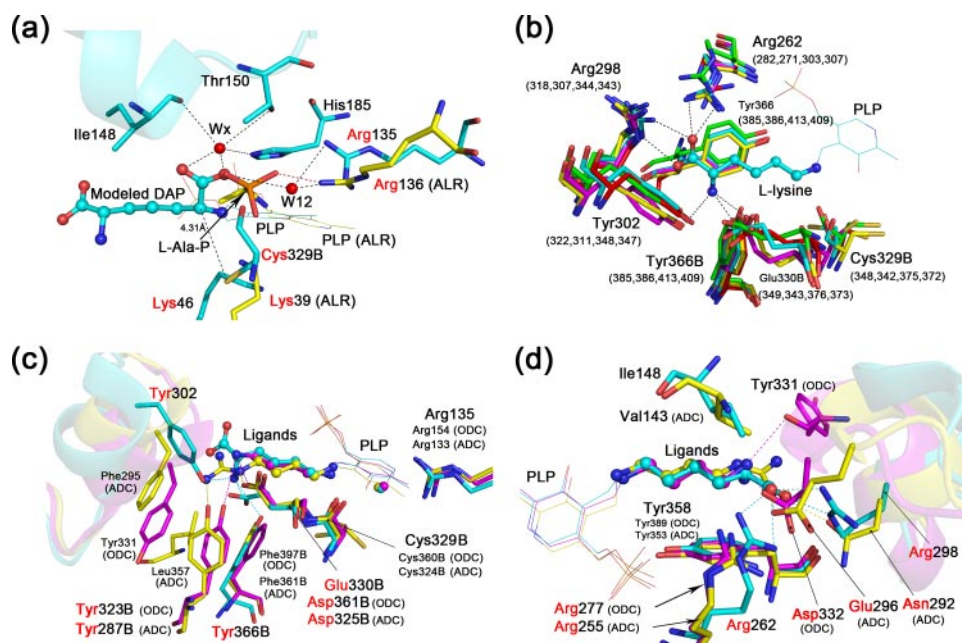 (a)
Thr150
His185
Arg135
Ile148
Wx
Arg136 (ALR)
Modeled DAP
W12
4.31A
PLP
PLP (ALR)
L-Ala-P
Cys329B
Lys46
Lys39 (ALR)
(b)
Arg262
(282,271,303,307)
Arg298
(318,307,344,343)
Tyr366
(385,386,413,409)
PLP
L-lysine
Tyr302
(322,311,348,347)
Cys329B
(348,342,375,372)
Tyr366B
(385,386,413,409)
Glu330B
(349,343,376,373)
(c)
Tyr302
Ligands
PLP
Arg135
Arg154 (ODC)
Arg133 (ADC)
Phe295
(ADC)
Tyr331
(ODC)
Leu357
(ADC)
Phe397B
(ODC)
Phe361B
(ADC)
Cys329B
Cys360B (ODC)
Cys324B (ADC)
Glu330B
Asp361B (ODC)
Asp325B (ADC)
Tyr323B (ODC)
Tyr287B (ADC)
Tyr366B
(d)
Ile148
Val143 (ADC)
Tyr331 (ODC)
Ligands
PLP
Tyr358
Tyr389 (ODC)
Tyr353 (ADC)
Arg298
Arg277 (ODC)
Arg255 (ADC)
Arg262
Asp332
(ODC)
Glu296
(ADC)
Asn292
(ADC)